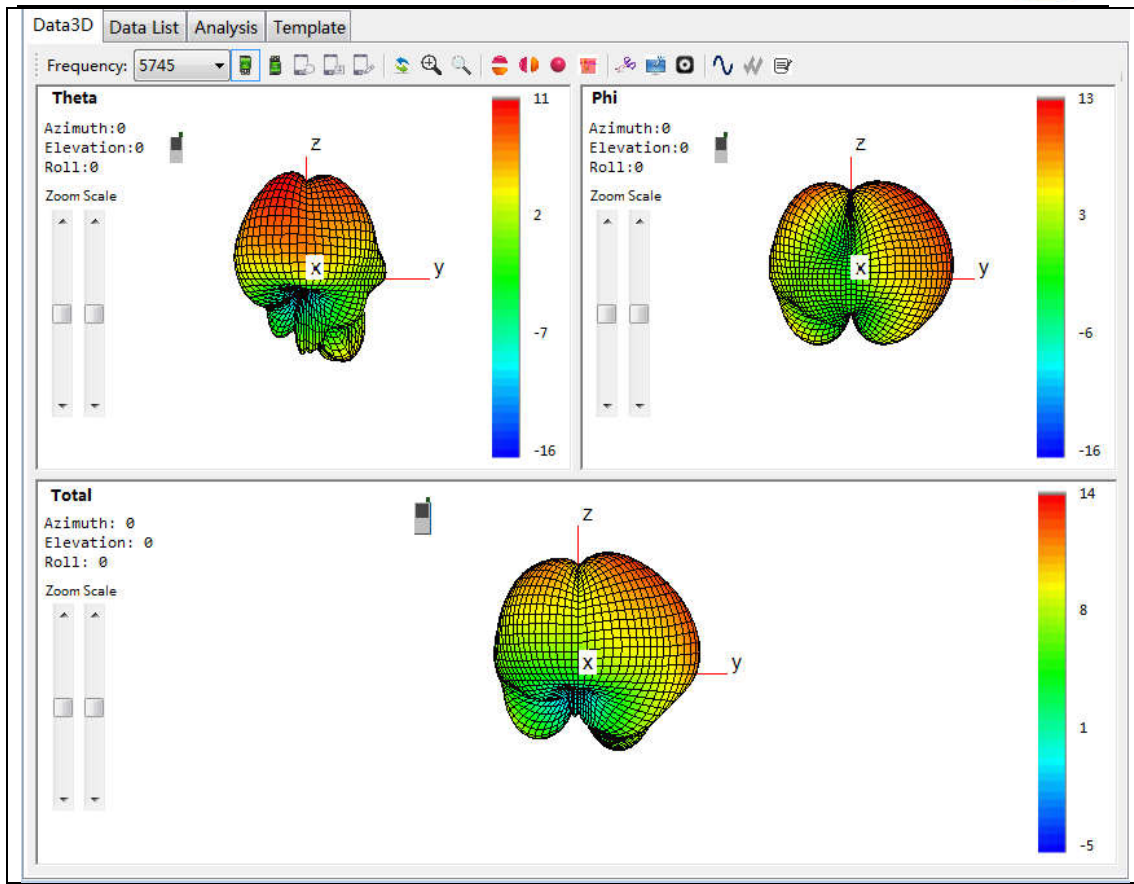 Data3D Data List Analysis Template
Frequency: 5745
Theta
Azimuth:0
Elevation:0
Roll:0
Zoom Scale
z
x
y
11
2
-7
-16
Phi
Azimuth:0
Elevation:0
Roll:0
Zoom Scale
z
x
y
13
3
-6
-16
Total
Azimuth: 0
Elevation: 0
Roll: 0
Zoom Scale
z
x
y
14
8
1
-5